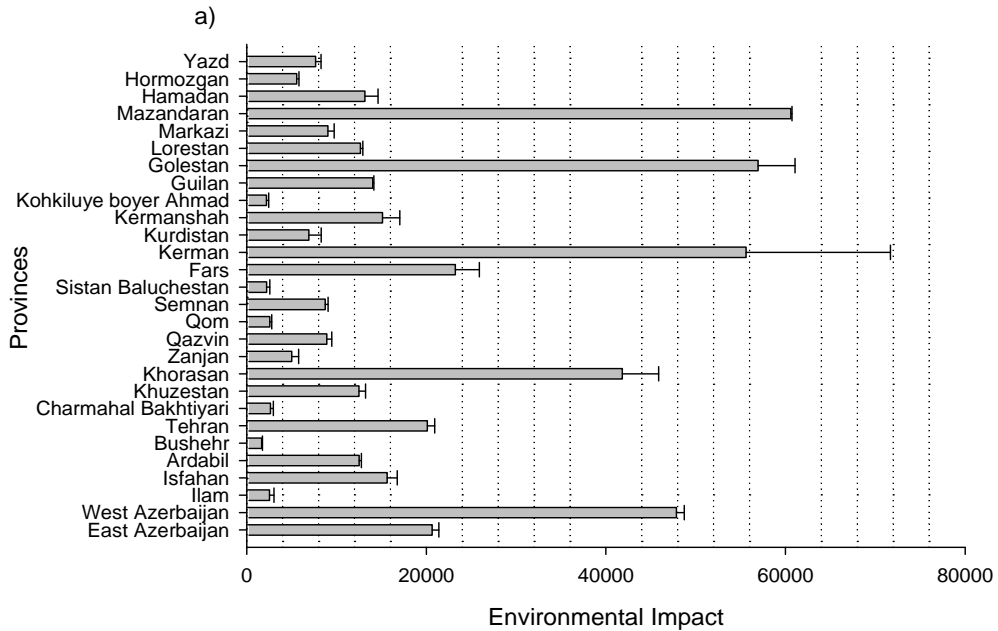 a)
Yazd
Hormozgan
Hamadan
Mazandaran
Markazi
Lorestan
Golestan
Guilan
Kohkiluye boyer Ahmad
Kermanshah
Kurdistan
Kerman
Fars
Sistan Baluchestan
Semnan
Qom
Qazvin
Zanjan
Khorasan
Khuzestan
Charmahal Bakhtiyari
Tehran
Bushehr
Ardabil
Isfahan
Ilam
West Azerbaijan
East Azerbaijan
Provinces
0 20000 40000 60000 80000
Environmental Impact